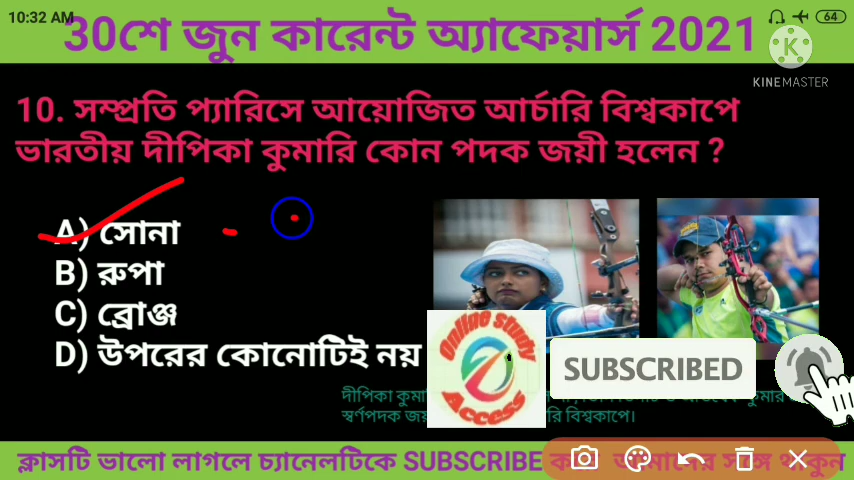 10:32 AM
64
30শে জুন কারেন্ট অ্যাফেয়ার্স 2021
K
KINEMASTER
10. সম্প্রতি প্যারিসে আয়োজিত আর্চারি বিশ্বকাপে
ভারতীয় দীপিকা কুমারি কোন পদক জয়ী হলেন ?
A) সোনা
B) রুপা
C) ব্রোঞ্জ
D) উপরের কোনোটিই নয়
Online study
Access
SUBSCRIBED
দীপিকা
স্বর্ণপদক
বিশ্বকাপে।
ক্লাসটি ভালো লাগলে চ্যানেলটিকে SUBSCRIBE